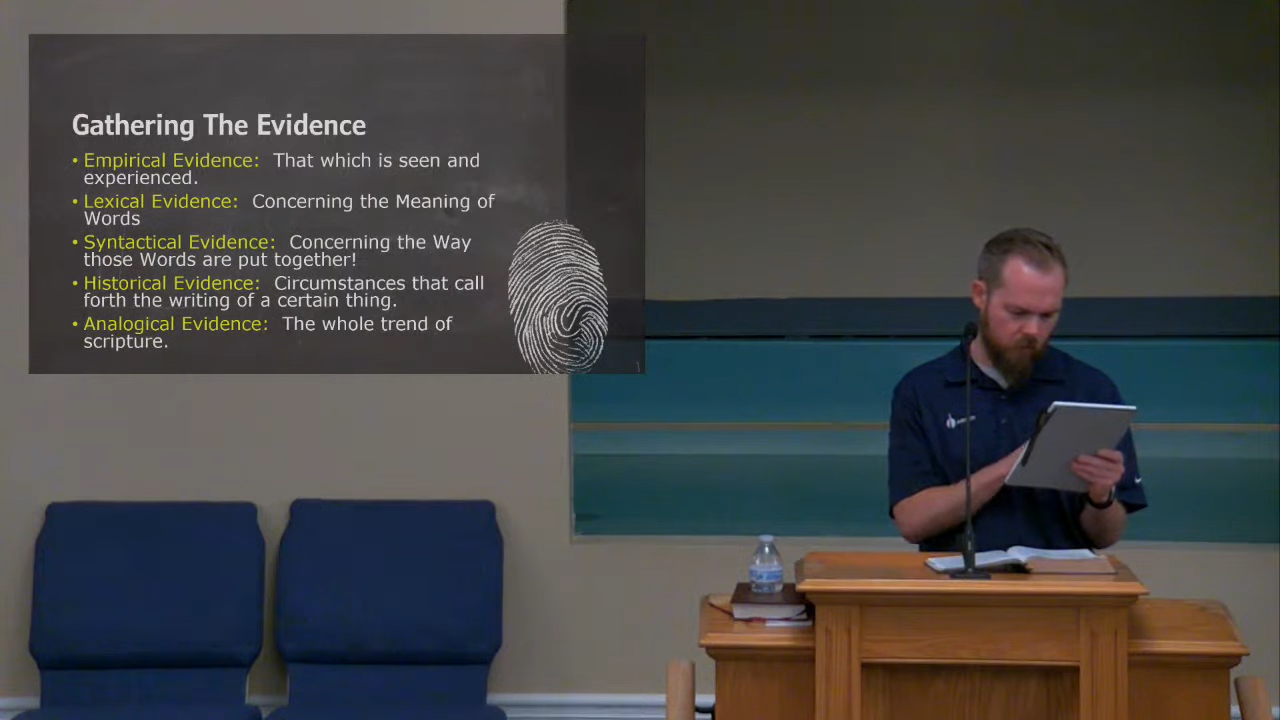 Gathering The Evidence
• Empirical Evidence: That which is seen and
experienced.
• Lexical Evidence: Concerning the Meaning of
Words
• Syntactical Evidence: Concerning the Way
those Words are put together!
• Historical Evidence: Circumstances that call
forth the writing of a certain thing.
• Analogical Evidence: The whole trend of
scripture.